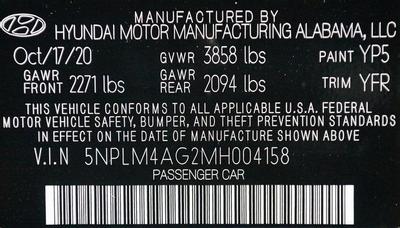 MANUFACTURED BY
HYUNDAI MOTOR MANUFACTURING ALABAMA, LLC
Oct/17/20 GVWR 3858 lbs PAINT YP5
GAWR FRONT 2271 lbs GAWR REAR 2094 lbs TRIM YFR
THIS VEHICLE CONFORMS TO ALL APPLICABLE U.S.A. FEDERAL
MOTOR VEHICLE SAFETY, BUMPER, AND THEFT PREVENTION STANDARDS
IN EFFECT ON THE DATE OF MANUFACTURE SHOWN ABOVE
V.I.N 5NPLM4AG2MH004158
PASSENGER CAR